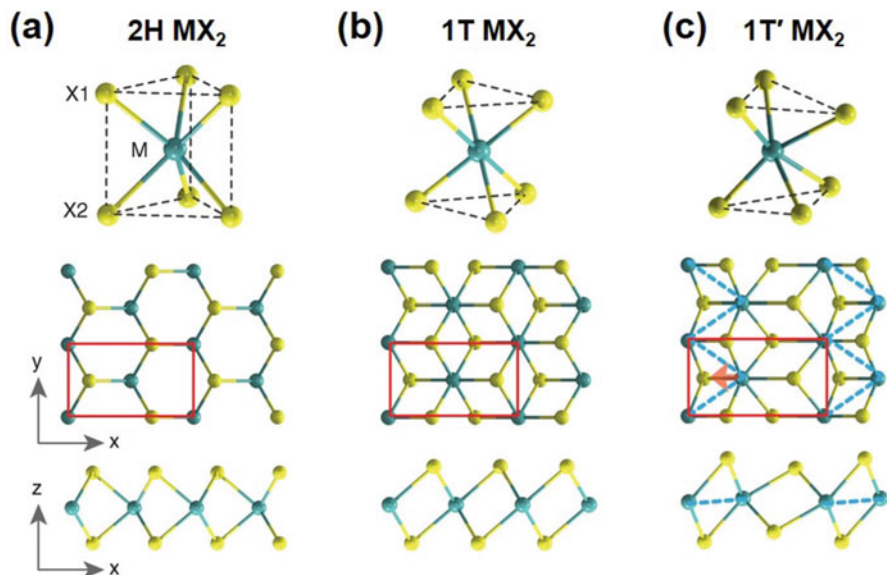 (a) 2H MX₂ (b) 1T MX₂ (c) 1T′ MX₂
X1
M
X2
y
x
z
x